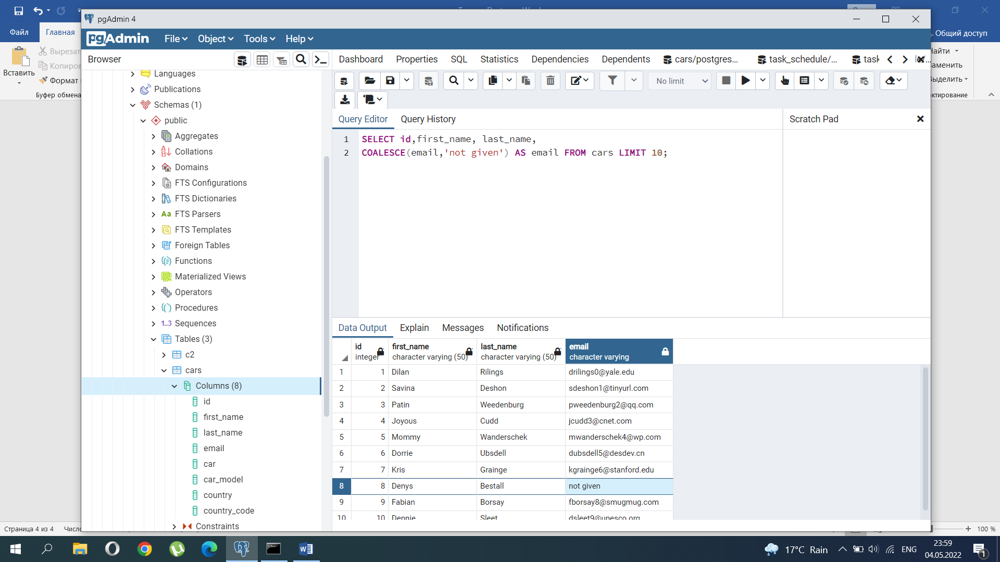 pgAdmin 4
Файл
Главная
Общий доступ
pgAdmin
File
Object
Tools
Help
Вставить
Вырезать
Формат
Буфер обмена
Browser
Dashboard
Properties
SQL
Statistics
Dependencies
Dependents
cars/postgres...
task_schedule/...
task
No limit
Languages
Publications
Schemas (1)
public
Aggregates
Collations
Domains
FTS Configurations
FTS Dictionaries
Aa FTS Parsers
FTS Templates
Foreign Tables
Functions
Materialized Views
Operators
Procedures
1..3 Sequences
Tables (3)
c2
cars
Columns (8)
id
first_name
last_name
email
car
car_model
country
country_code
Constraints
Query Editor
Query History
Scratch Pad
1 SELECT id,first_name, last_name,
2 COALESCE(email,'not given') AS email FROM cars LIMIT 10;
Data Output
Explain
Messages
Notifications
id first_name last_name email
integer character varying (50) character varying (50) character varying
1 1 Dilan Rilings drilings0@yale.edu
2 2 Savina Deshon sdeshon1@tinyurl.com
3 3 Patin Weedenburg pweedenburg2@qq.com
4 4 Joyous Cudd jcudd3@cnet.com
5 5 Mommy Wanderschek mwanderschek4@wp.com
6 6 Dorrie Ubsdell dubsdell5@desdev.cn
7 7 Kris Grainge kgrainge6@stanford.edu
8 8 Denys Bestall not given
9 9 Fabian Borsay fborsay8@smugmug.com
10 10 Dennie Sleet dsleet9@unesco.org
Страница 4 из 4
100 %
17°C Rain
ENG
23:59
04.05.2022
1